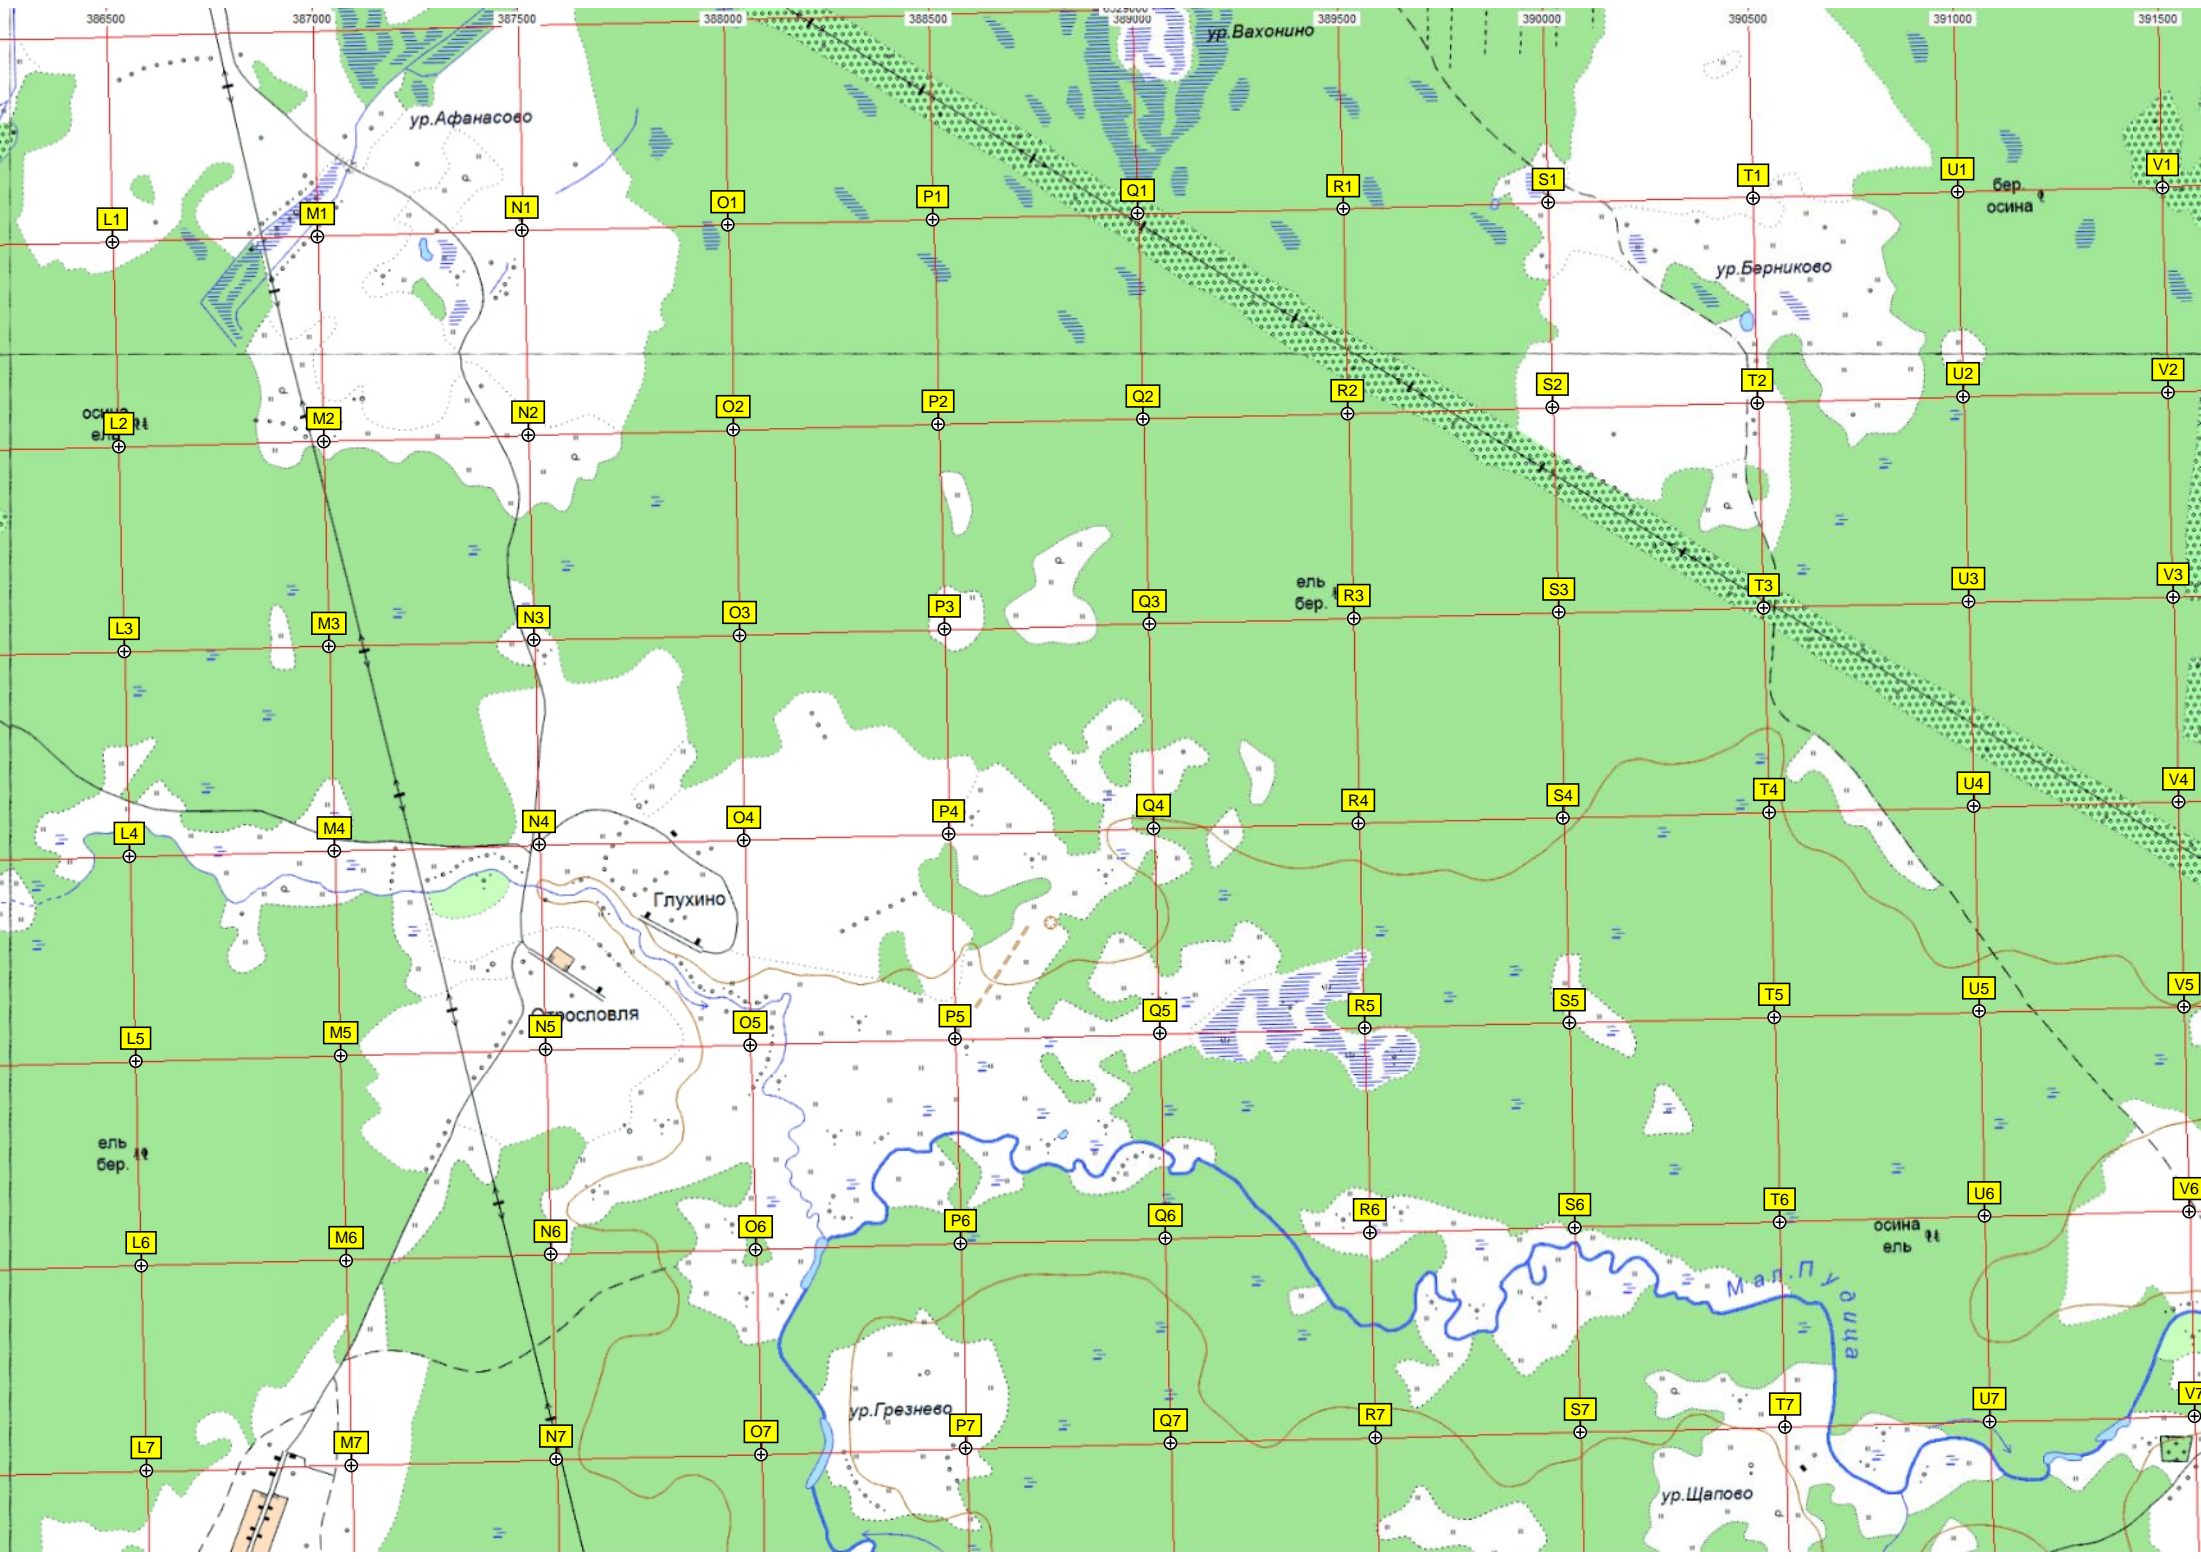 386500 387000 387500 388000 388500 389000 389500 390000 390500 391000 391500
ур.Вахонино
ур.Афанасово
L1 M1 N1 O1 P1 Q1 R1 S1 T1 U1 V1
бер.
осина
ур.Берниково
L2 M2 N2 O2 P2 Q2 R2 S2 T2 U2 V2
ель
бер.
L3 M3 N3 O3 P3 Q3 R3 S3 T3 U3 V3
L4 M4 N4 O4 P4 Q4 R4 S4 T4 U4 V4
Глухино
L5 M5 N5 O5 P5 Q5 R5 S5 T5 U5 V5
ель
бер.
L6 M6 N6 O6 P6 Q6 R6 S6 T6 U6 V6
осина
ель
Мал.Пудица
ур.Грезнево
L7 M7 N7 O7 P7 Q7 R7 S7 T7 U7 V7
ур.Щапово